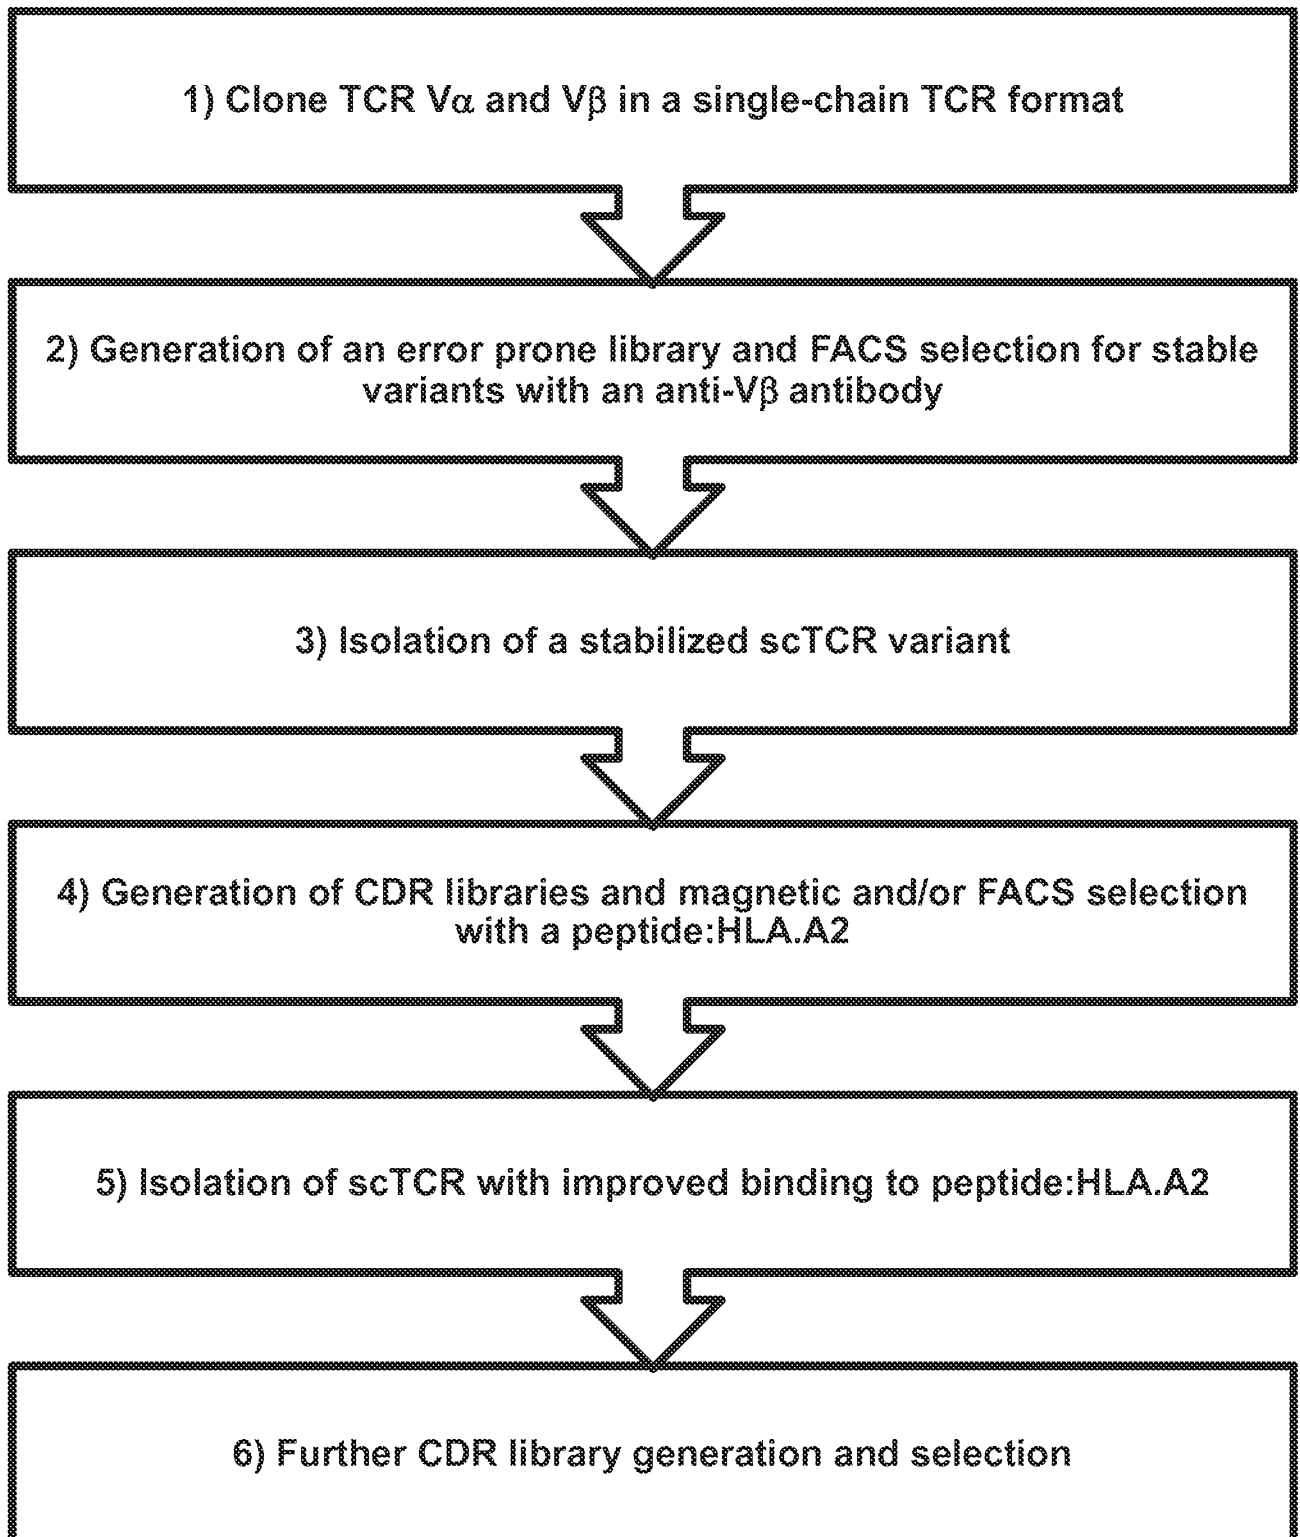 1) Clone TCR Vα and Vβ in a single-chain TCR format
2) Generation of an error prone library and FACS selection for stable
variants with an anti-Vβ antibody
3) Isolation of a stabilized scTCR variant
4) Generation of CDR libraries and magnetic and/or FACS selection
with a peptide:HLA.A2
5) Isolation of scTCR with improved binding to peptide:HLA.A2
6) Further CDR library generation and selection